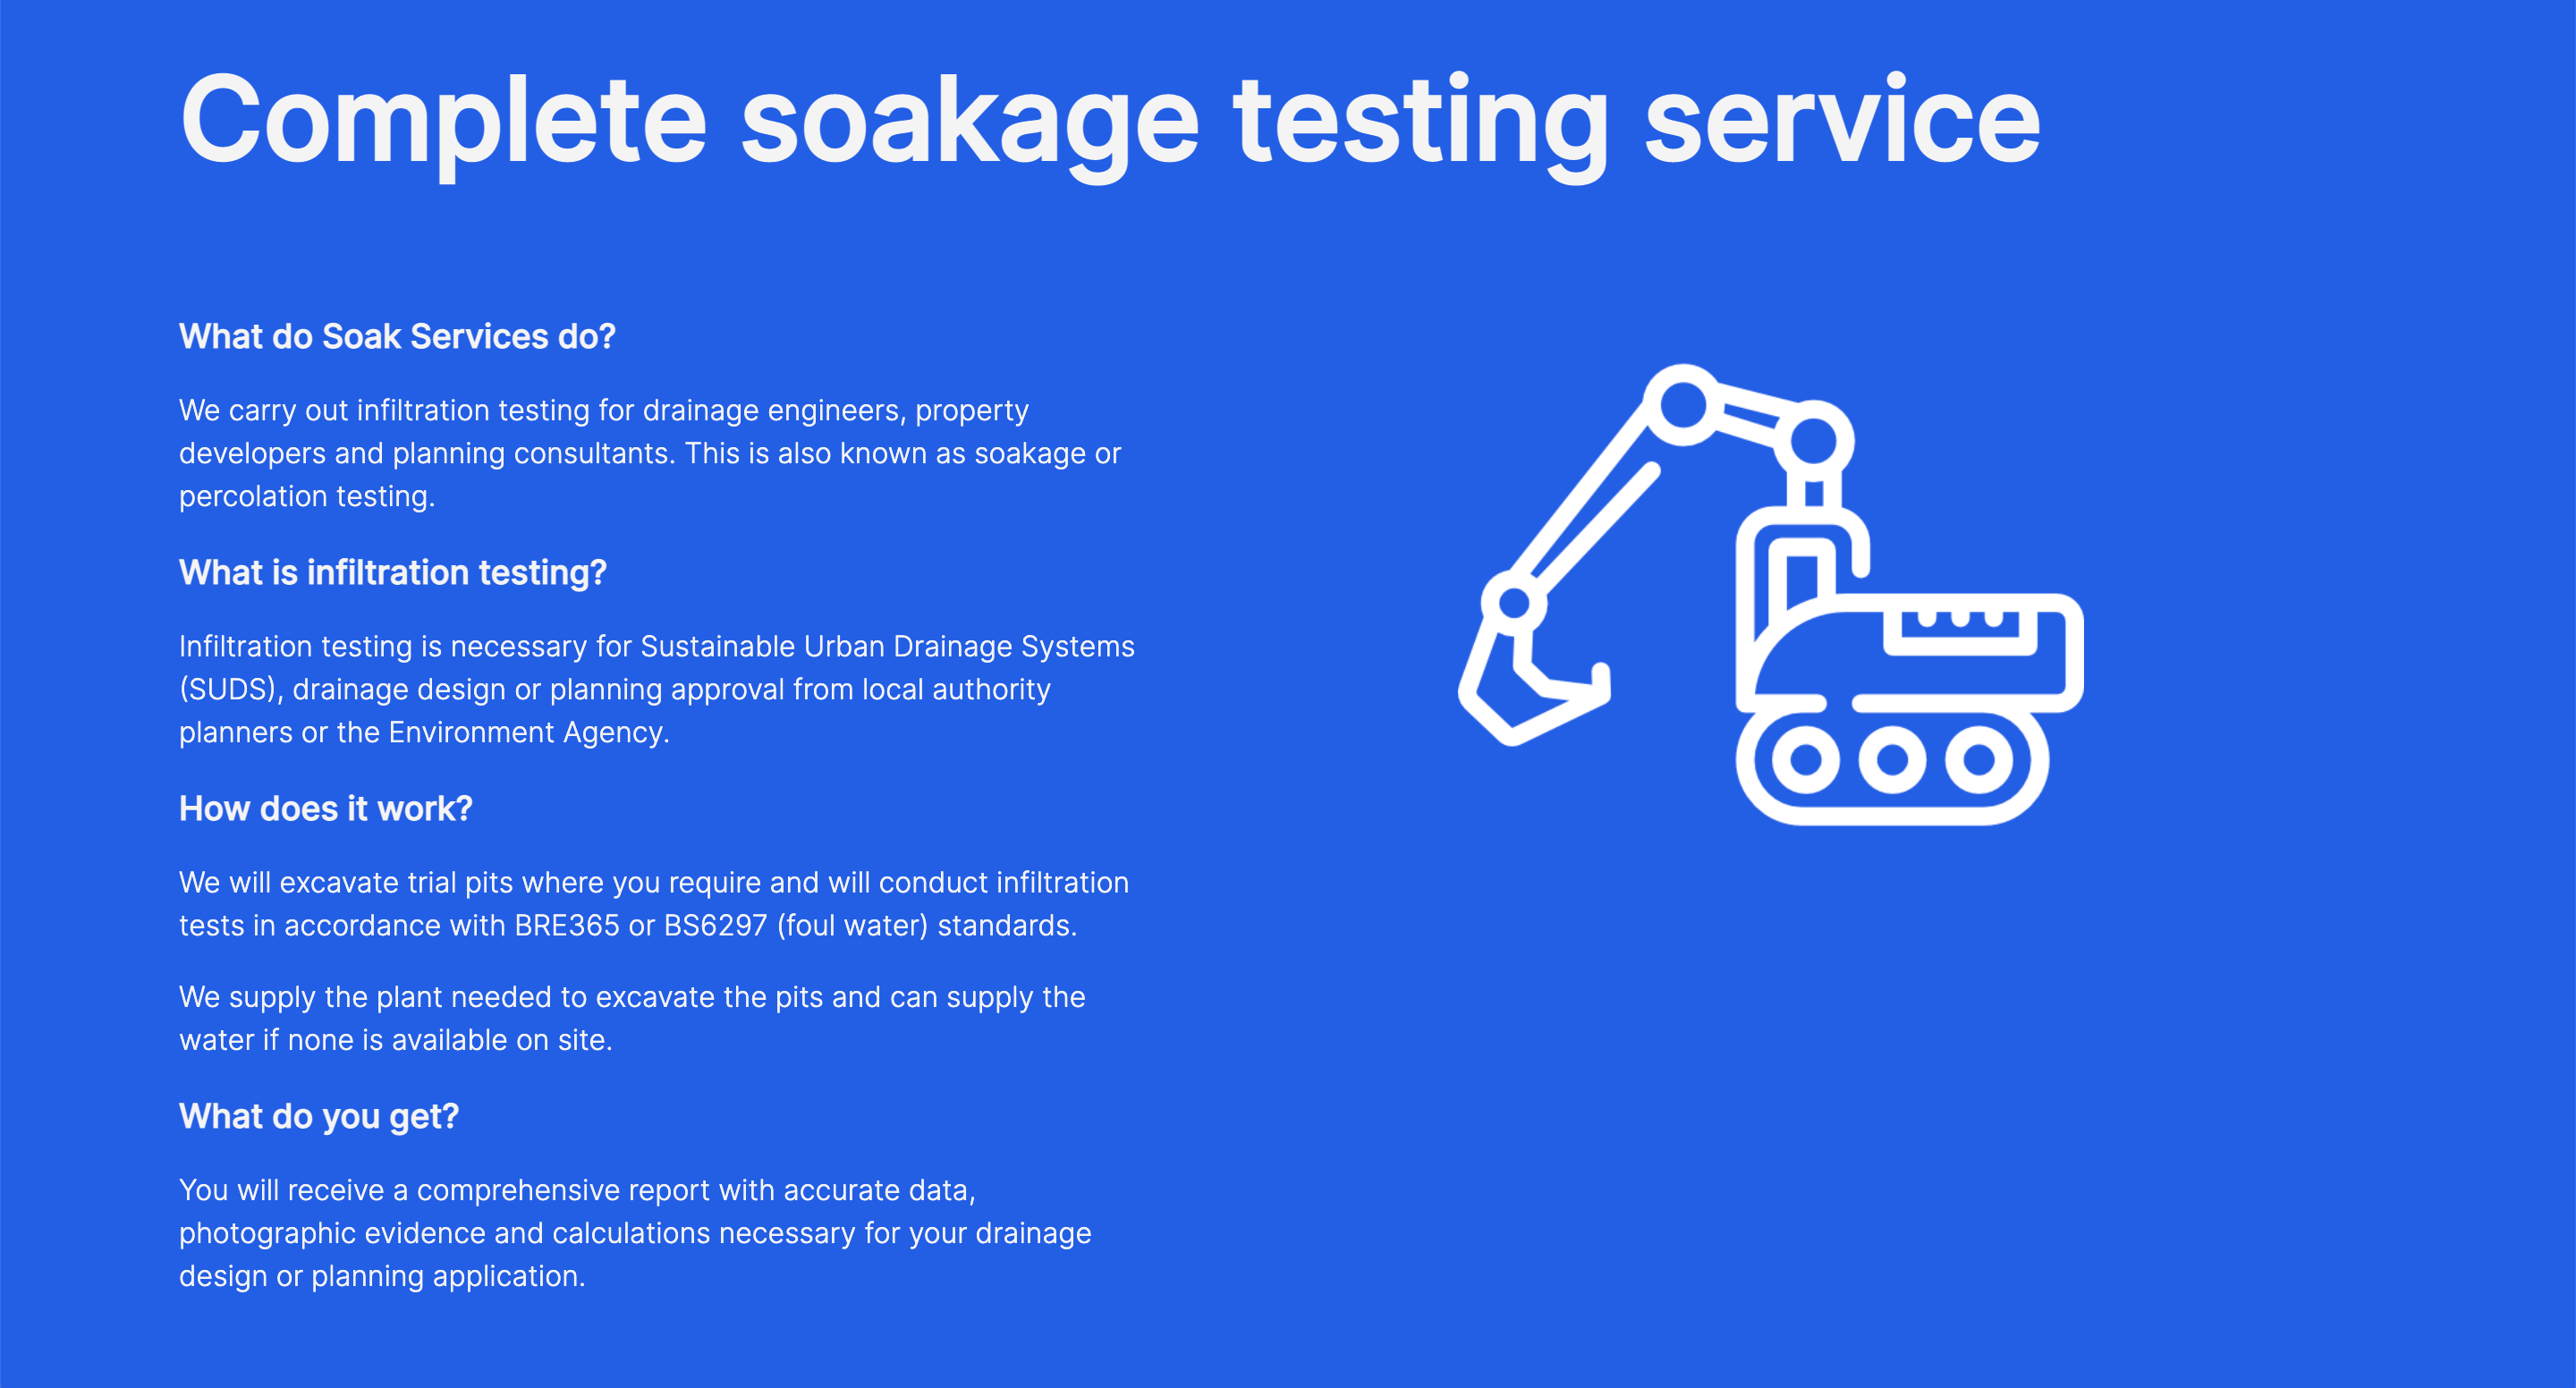 Complete soakage testing service
What do Soak Services do?
We carry out infiltration testing for drainage engineers, property
developers and planning consultants. This is also known as soakage or
percolation testing.
What is infiltration testing?
Infiltration testing is necessary for Sustainable Urban Drainage Systems
(SUDS), drainage design or planning approval from local authority
planners or the Environment Agency.
How does it work?
We will excavate trial pits where you require and will conduct infiltration
tests in accordance with BRE365 or BS6297 (foul water) standards.
We supply the plant needed to excavate the pits and can supply the
water if none is available on site.
What do you get?
You will receive a comprehensive report with accurate data,
photographic evidence and calculations necessary for your drainage
design or planning application.